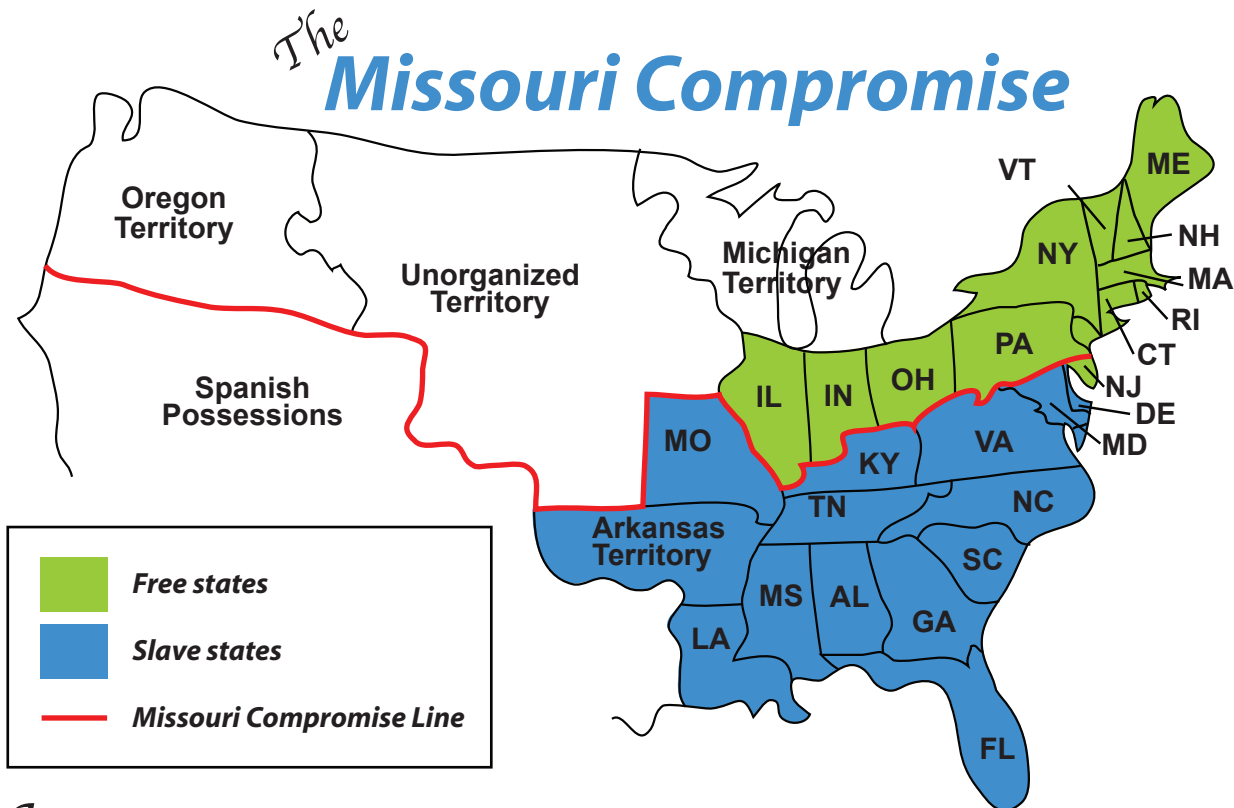 The
Missouri Compromise
VT
ME
Oregon
Territory
NH
NY
Michigan
Territory
Unorganized
Territory
MA
RI
PA
CT
OH
NJ
Spanish
Possessions
IL
IN
DE
MO
VA
MD
KY
TN
NC
Arkansas
Territory
SC
MS
AL
GA
LA
FL
Free states
Slave states
Missouri Compromise Line